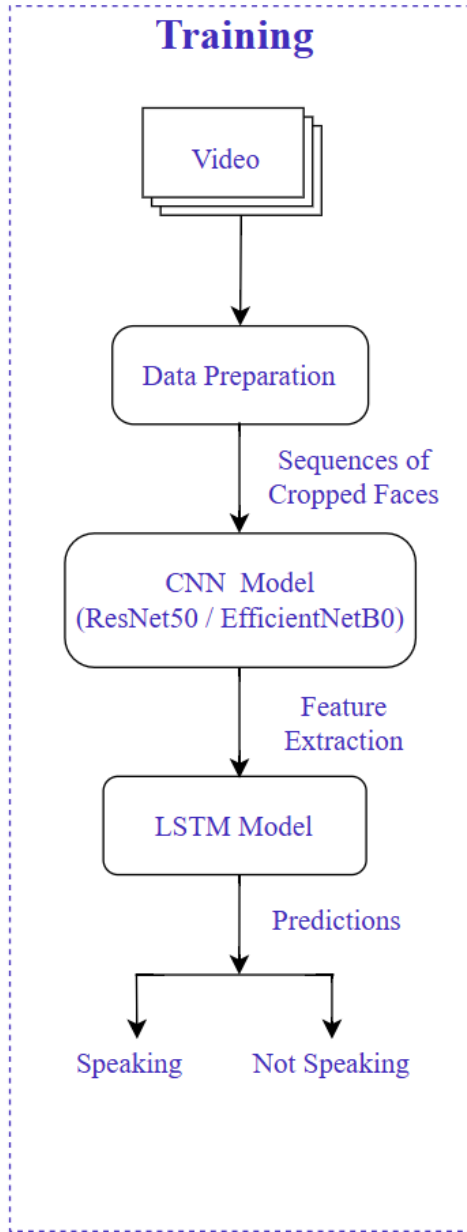 Training
Video
Data Preparation
Sequences of
Cropped Faces
CNN Model
(ResNet50 / EfficientNetB0)
Feature
Extraction
LSTM Model
Predictions
Speaking
Not Speaking